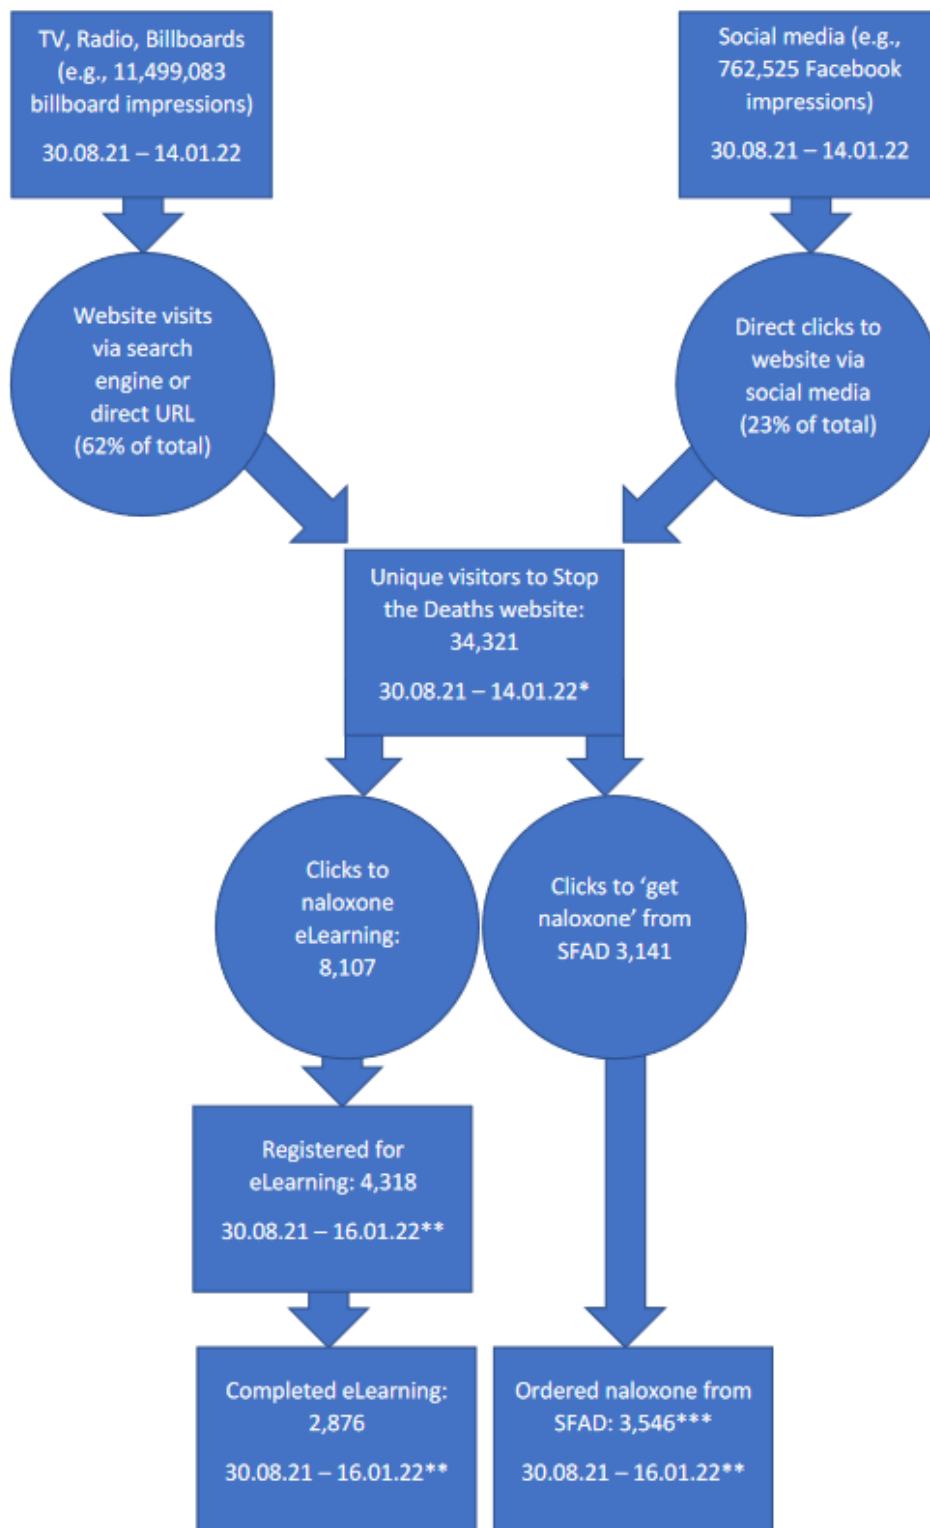 TV, Radio, Billboards
(e.g., 11,499,083
billboard impressions)
30.08.21 – 14.01.22
Social media (e.g.,
762,525 Facebook
impressions)
30.08.21 – 14.01.22
Website visits
via search
engine or
direct URL
(62% of total)
Direct clicks to
website via
social media
(23% of total)
Unique visitors to Stop
the Deaths website:
34,321
30.08.21 – 14.01.22*
Clicks to
naloxone
eLearning:
8,107
Clicks to ‘get
naloxone’ from
SFAD 3,141
Registered for
eLearning: 4,318
30.08.21 – 16.01.22**
Completed eLearning:
2,876
30.08.21 – 16.01.22**
Ordered naloxone from
SFAD: 3,546***
30.08.21 – 16.01.22**